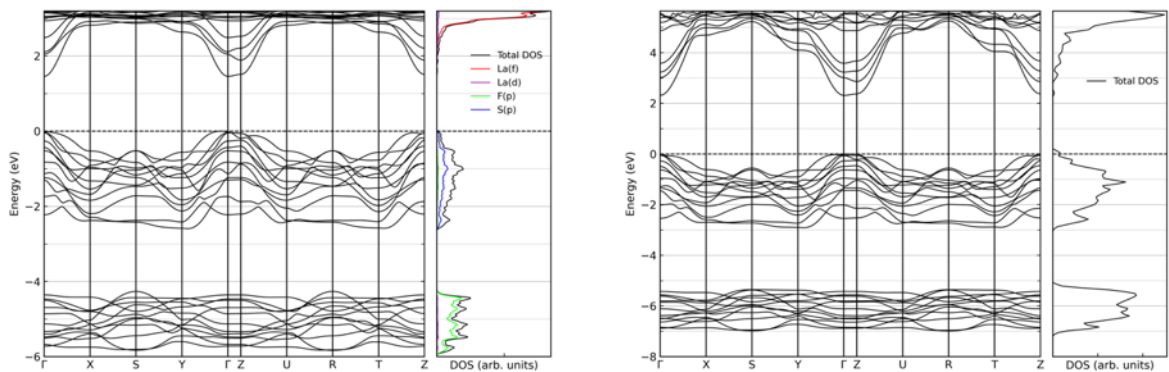 2
0
−2
−4
−6
Energy (eV)
Γ X S Y Γ Z U R T Z
Total DOS
La(f)
La(d)
F(p)
S(p)
DOS (arb. units)
4
2
0
−2
−4
−6
−8
Energy (eV)
Γ X S Y Γ Z U R T Z
Total DOS
DOS (arb. units)